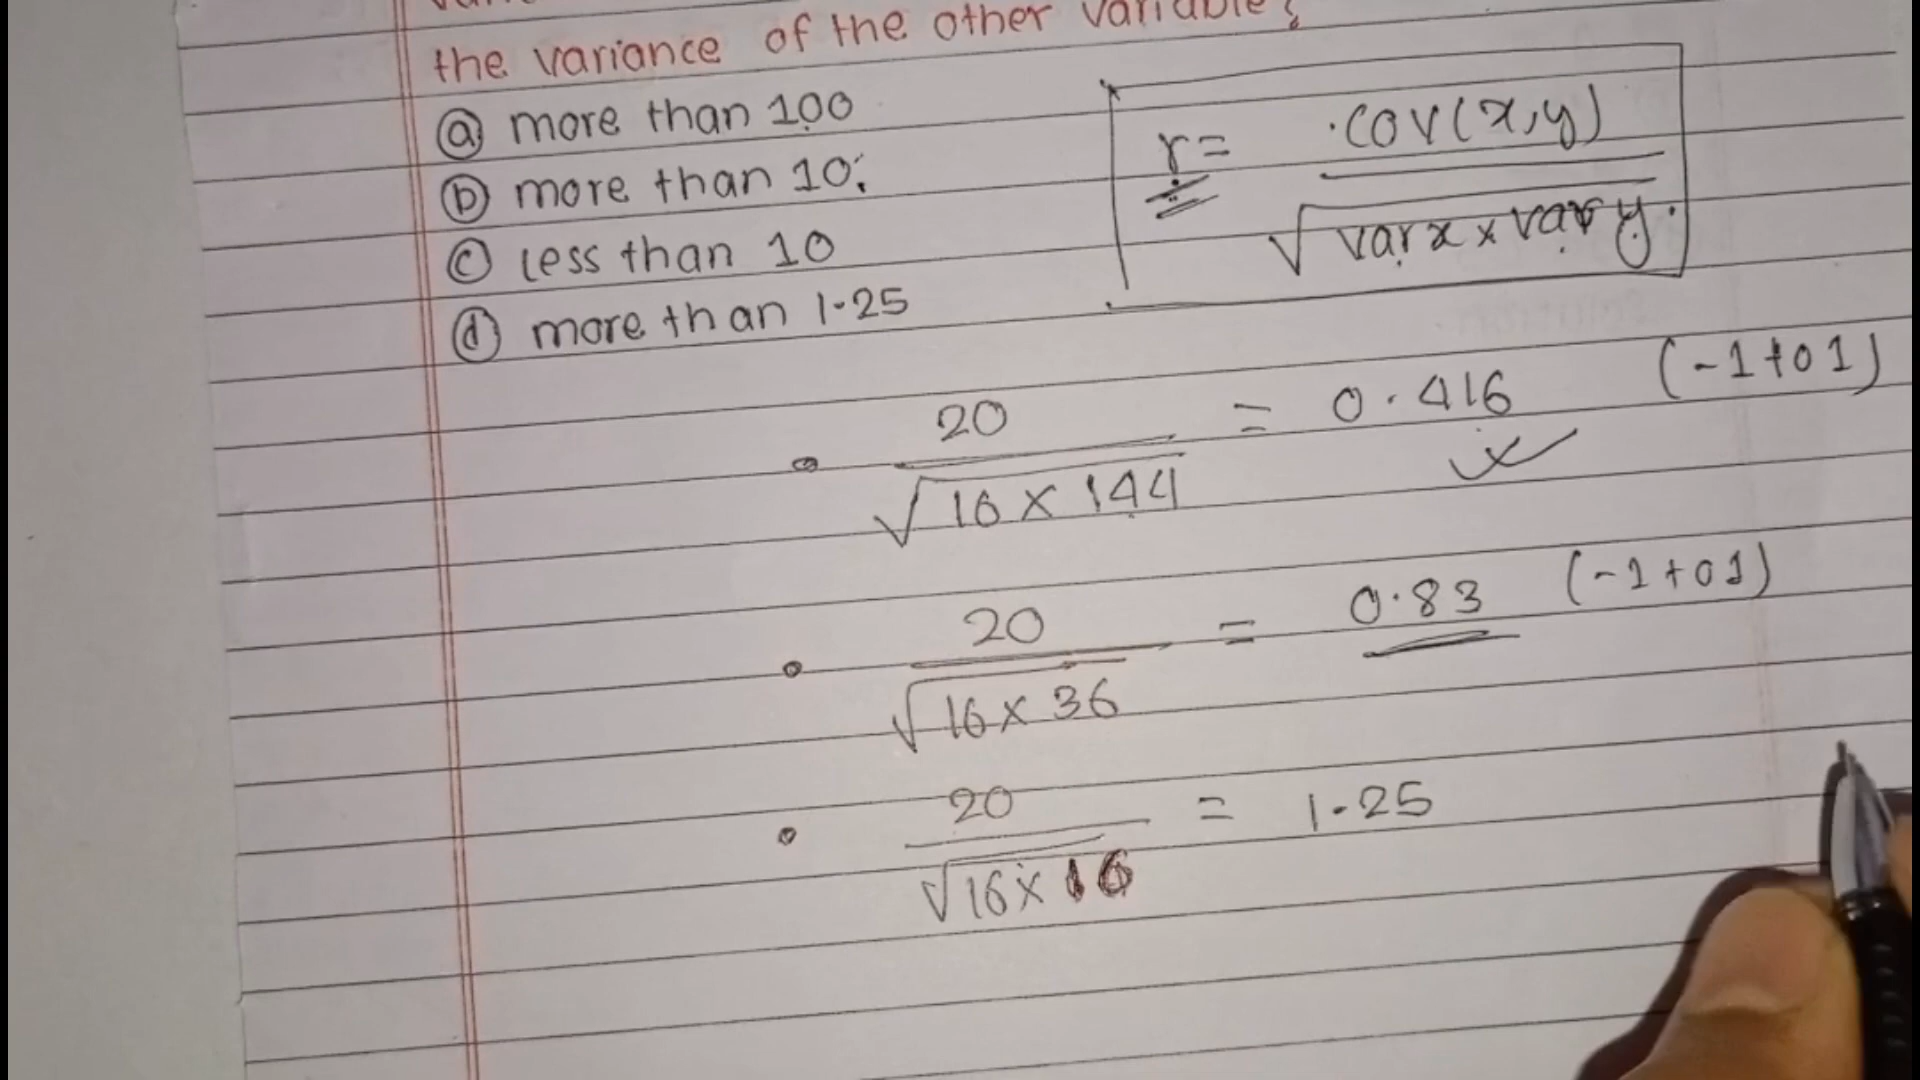 the variance of the other variable?
ⓐ more than 100
ⓑ more than 10.
ⓒ less than 10
ⓓ more than 1.25
r = cov(x,y) / √var x × var y
20 / √16 × 144 = 0.416 (-1 to 1)
20 / √16 × 36 = 0.83 (-1 to 1)
20 / √16 × 16 = 1.25